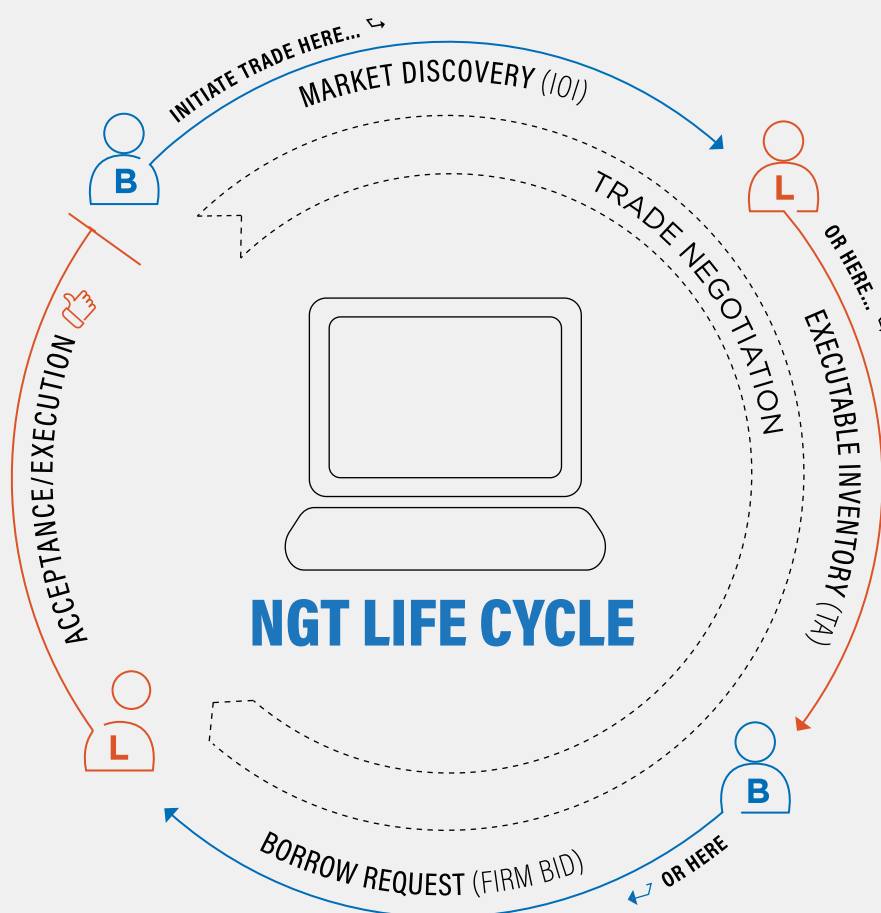 INITIATE TRADE HERE...
MARKET DISCOVERY (IOI)
B
L
OR HERE...
TRADE NEGOTIATION
EXECUTABLE INVENTORY (TA)
ACCEPTANCE/EXECUTION
NGT LIFE CYCLE
L
B
OR HERE
BORROW REQUEST (FIRM BID)